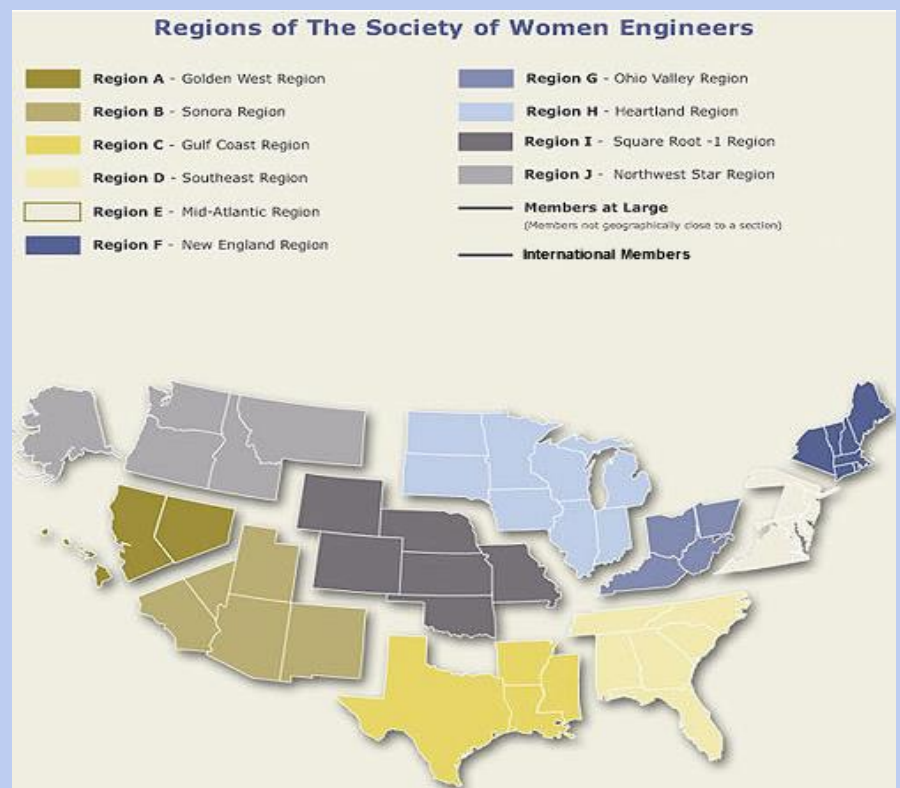 Regions of The Society of Women Engineers
Region A - Golden West Region
Region B - Sonora Region
Region C - Gulf Coast Region
Region D - Southeast Region
Region E - Mid-Atlantic Region
Region F - New England Region
Region G - Ohio Valley Region
Region H - Heartland Region
Region I - Square Root -1 Region
Region J - Northwest Star Region
Members at Large
(Members not geographically close to a section)
International Members